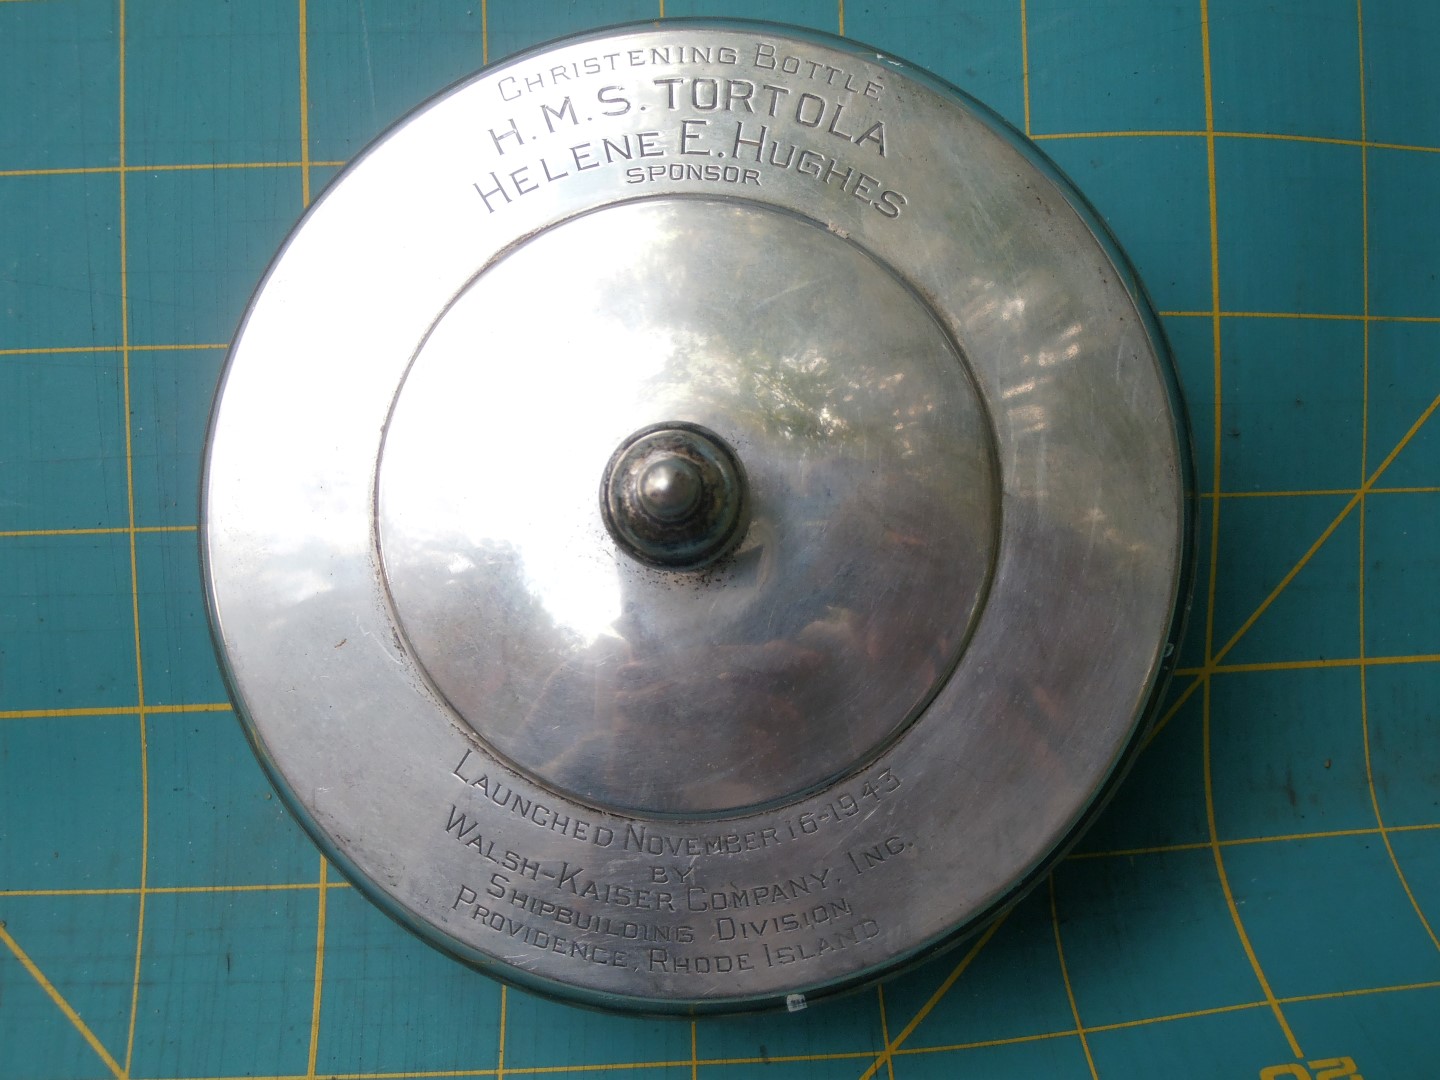 CHRISTENING BOTTLE
H.M.S. TORTOLA
HELENE E. HUGHES
SPONSOR
LAUNCHED NOVEMBER 16-1943
BY
WALSH-KAISER COMPANY, INC.
SHIPBUILDING DIVISION
PROVIDENCE, RHODE ISLAND